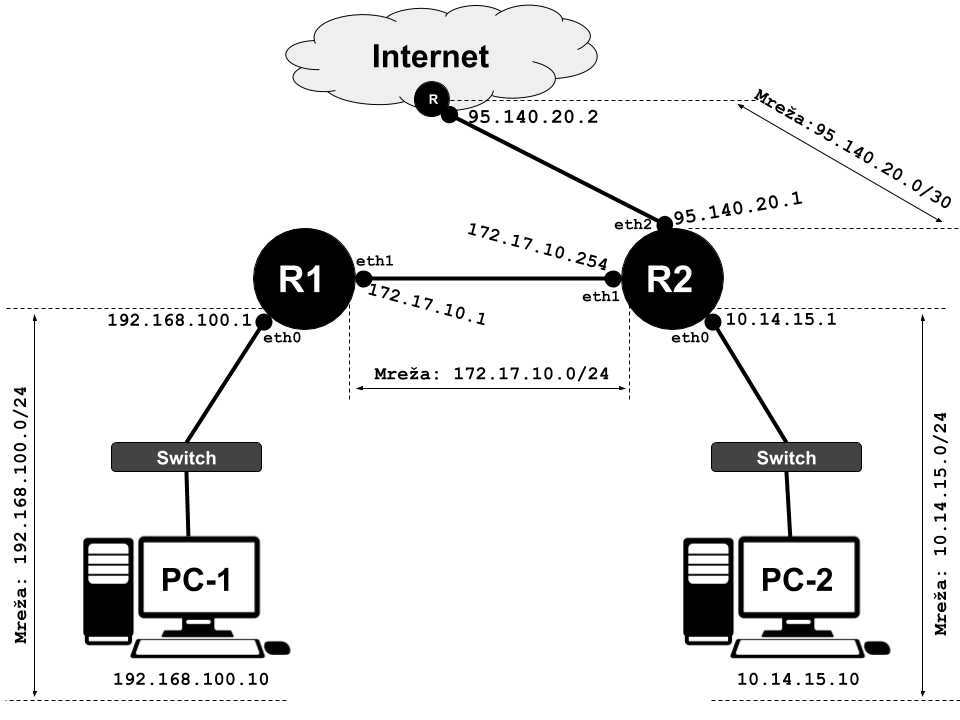 Internet
R
95.140.20.2
Mreža:95.140.20.0/30
95.140.20.1
eth2
172.17.10.254
R1
eth1
172.17.10.1
R2
eth1
192.168.100.1
eth0
10.14.15.1
eth0
Mreža: 172.17.10.0/24
Mreža: 192.168.100.0/24
Mreža: 10.14.15.0/24
Switch
Switch
PC-1
PC-2
192.168.100.10
10.14.15.10